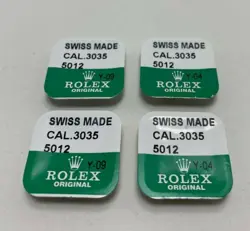 SWISS MADE
CAL.3035
5012
Y-09
ROLEX
ORIGINAL
SWISS MADE
CAL.3035
5012
Y-04
ROLEX
ORIGINAL
SWISS MADE
CAL.3035
5012
Y-09
ROLEX
ORIGINAL
SWISS MADE
CAL.3035
5012
Y-04
ROLEX
ORIGINAL